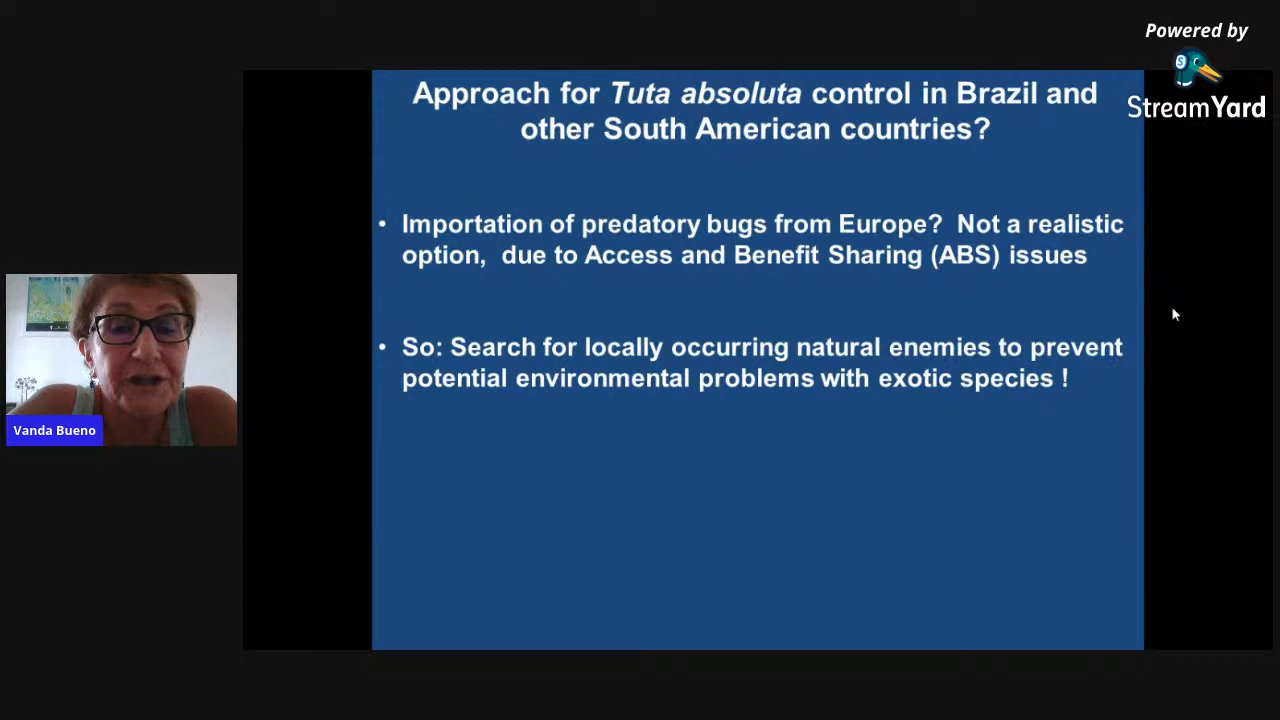 Powered by
StreamYard
Approach for Tuta absoluta control in Brazil and
other South American countries?
• Importation of predatory bugs from Europe?  Not a realistic
option,  due to Access and Benefit Sharing (ABS) issues
• So: Search for locally occurring natural enemies to prevent
potential environmental problems with exotic species !
Vanda Bueno